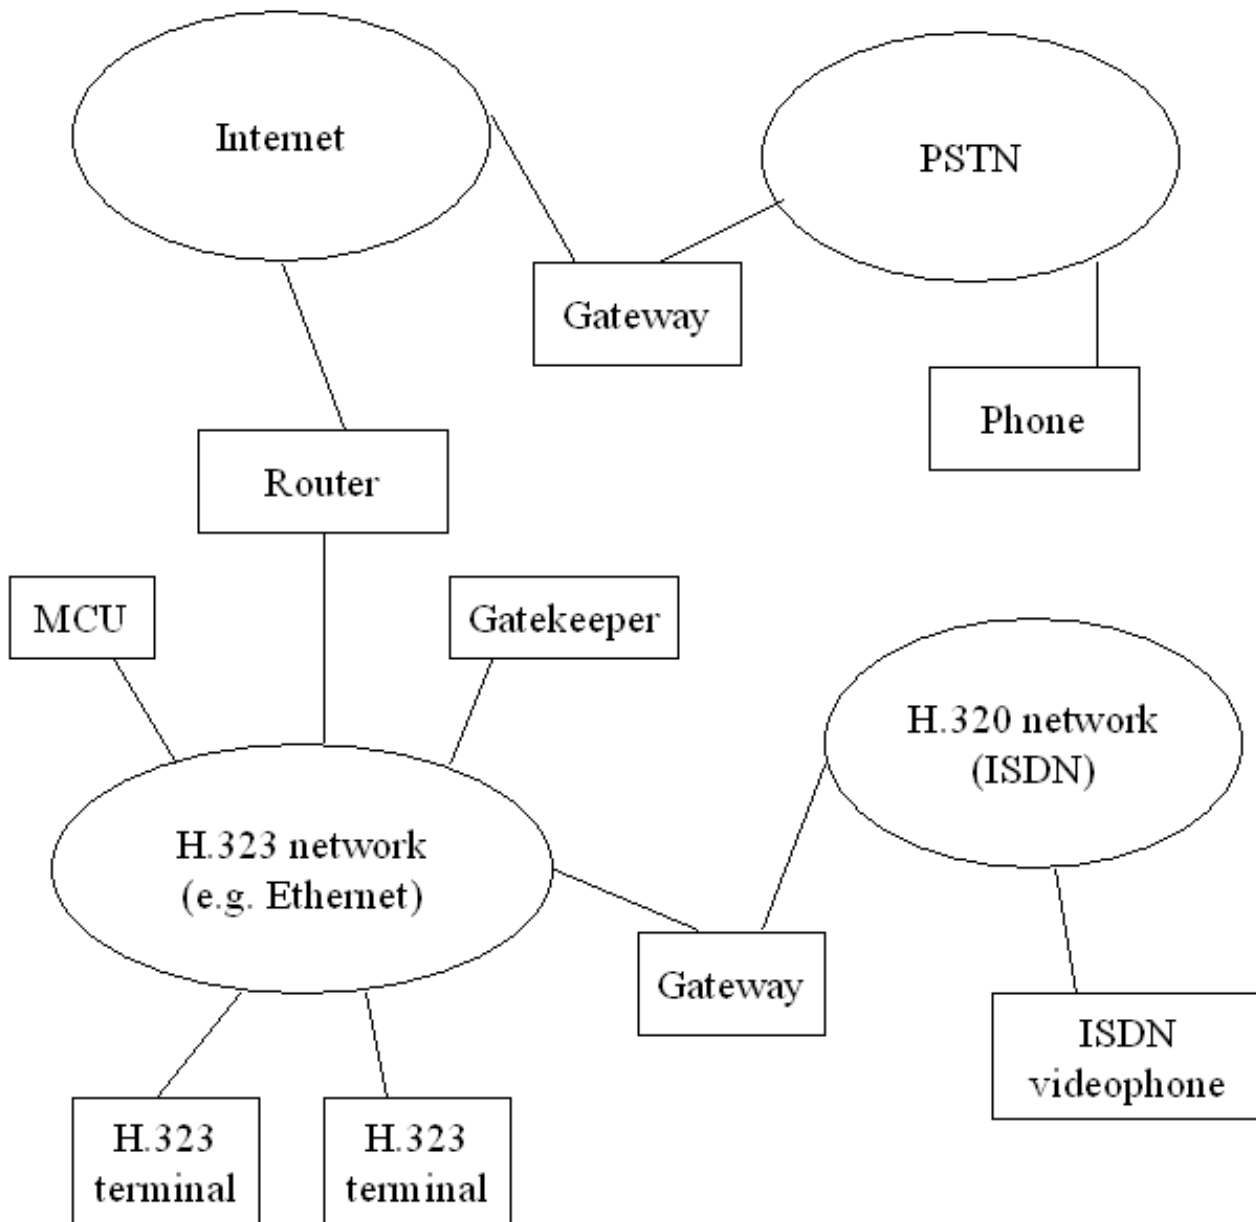 Internet
PSTN
Gateway
Phone
Router
MCU
Gatekeeper
H.320 network
(ISDN)
H.323 network
(e.g. Ethernet)
Gateway
ISDN
videophone
H.323
terminal
H.323
terminal